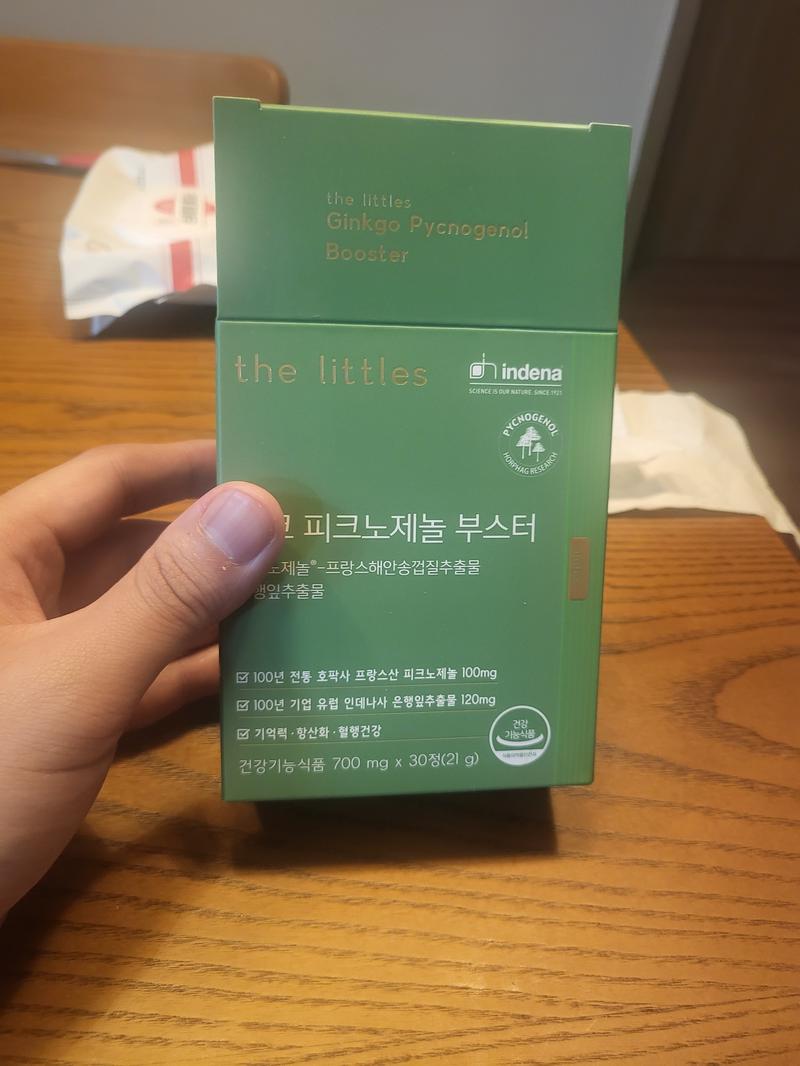 the littles
Ginkgo Pycnogenol
Booster
the littles
indena
SCIENCE IS OUR NATURE. SINCE 1921
PYCNOGENOL
HORPHAG RESEARCH
피크노제놀 부스터
노제놀®-프랑스해안송껍질추출물
행잎추출물
100년 전통 호팍사 프랑스산 피크노제놀 100mg
100년 기업 유럽 인데나사 은행잎추출물 120mg
기억력·항산화·혈행건강
건강
기능식품
건강기능식품 700 mg x 30정(21 g)